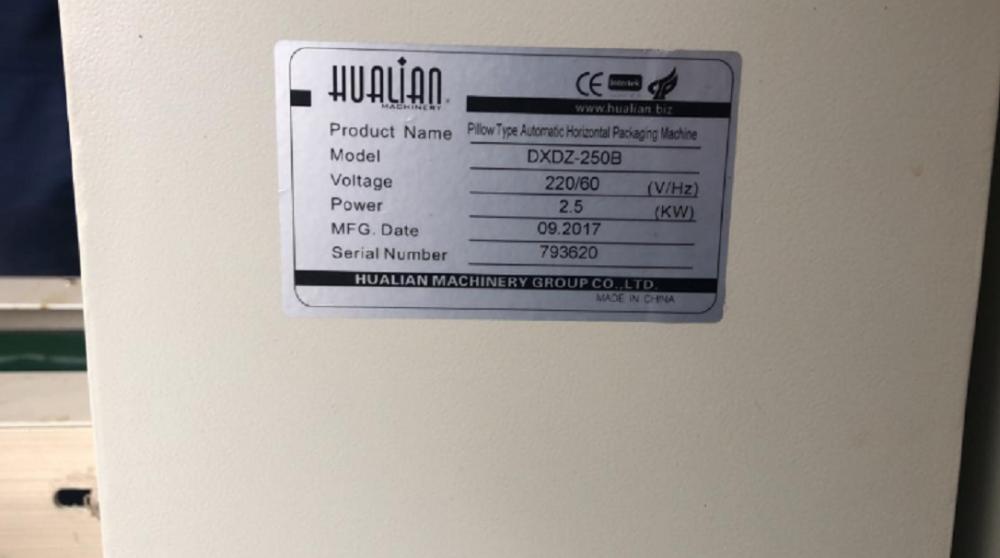 HUALiAN
MACHINERY
CE Intertek
www.hualian.biz
Product Name Pillow Type Automatic Horizontal Packaging Machine
Model DXDZ-250B
Voltage 220/60 (V/Hz)
Power 2.5 (KW)
MFG. Date 09.2017
Serial Number 793620
HUALIAN MACHINERY GROUP CO.,LTD.
MADE IN CHINA